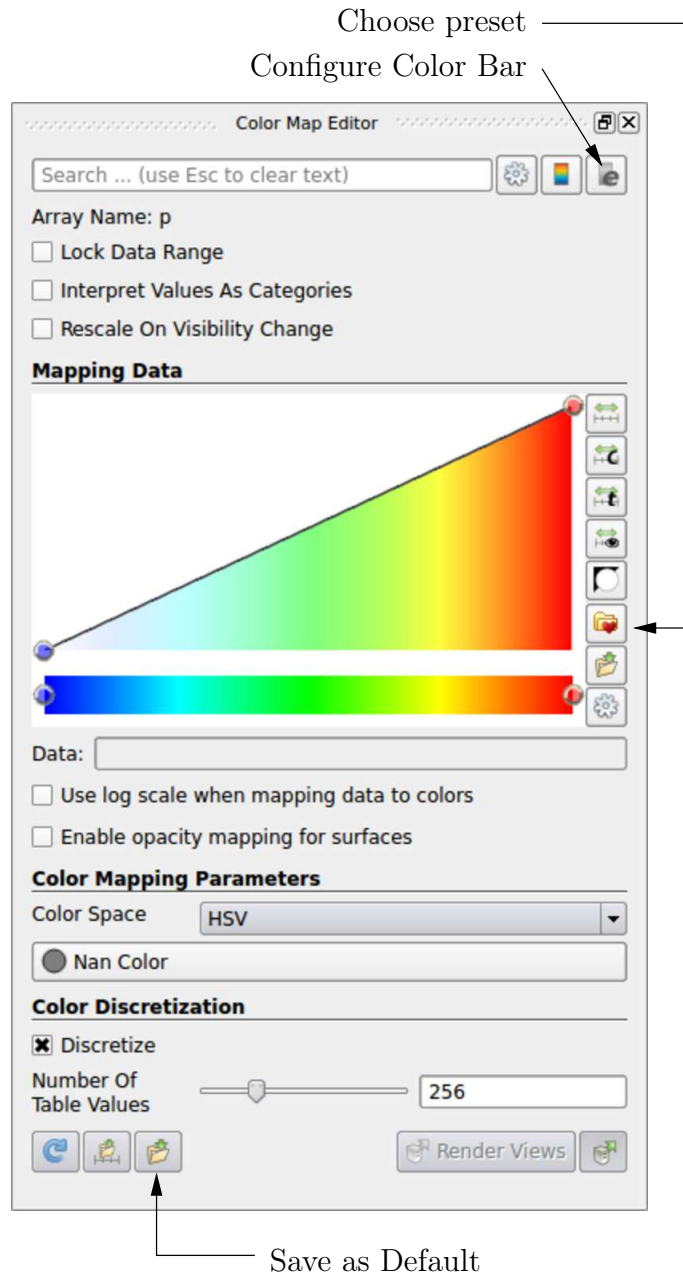 Choose preset
Configure Color Bar
Color Map Editor
Search ... (use Esc to clear text)
e
Array Name: p
Lock Data Range
Interpret Values As Categories
Rescale On Visibility Change
Mapping Data
C
t
Data:
Use log scale when mapping data to colors
Enable opacity mapping for surfaces
Color Mapping Parameters
Color Space HSV
Nan Color
Color Discretization
Discretize
Number Of
Table Values 256
Render Views
Save as Default